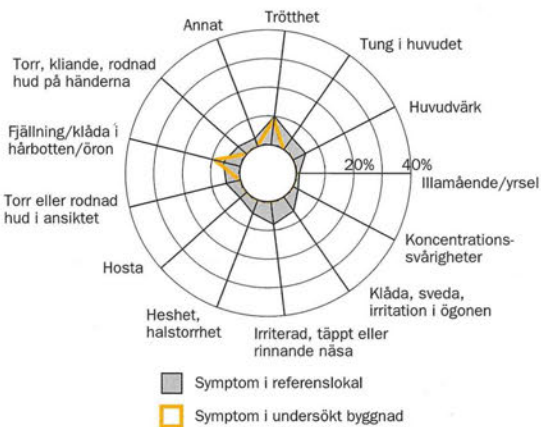 Trötthet
Tung i huvudet
Huvudvärk
20%
40%
Illamående/yrsel
Koncentrations-
svårigheter
Klåda, sveda,
irritation i ögonen
Irriterad, täppt eller
rinnande näsa
Heshet,
halstorrhet
Hosta
Torr eller rodnad
hud i ansiktet
Fjällning/klåda i
hårbotten/öron
Torr, kliande, rodnad
hud på händerna
Annat
Symptom i referenslokal
Symptom i undersökt byggnad